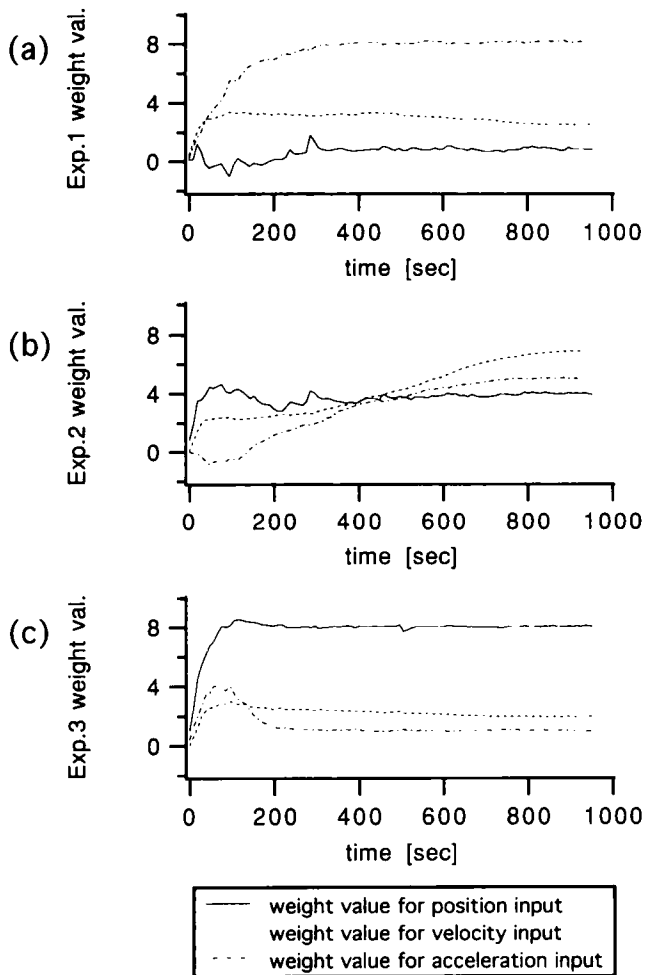 (a)
Exp.1 weight val.
8
4
0
0 200 400 600 800 1000
time [sec]
(b)
Exp.2 weight val.
8
4
0
0 200 400 600 800 1000
time [sec]
(c)
Exp.3 weight val.
8
4
0
0 200 400 600 800 1000
time [sec]
weight value for position input
weight value for velocity input
weight value for acceleration input